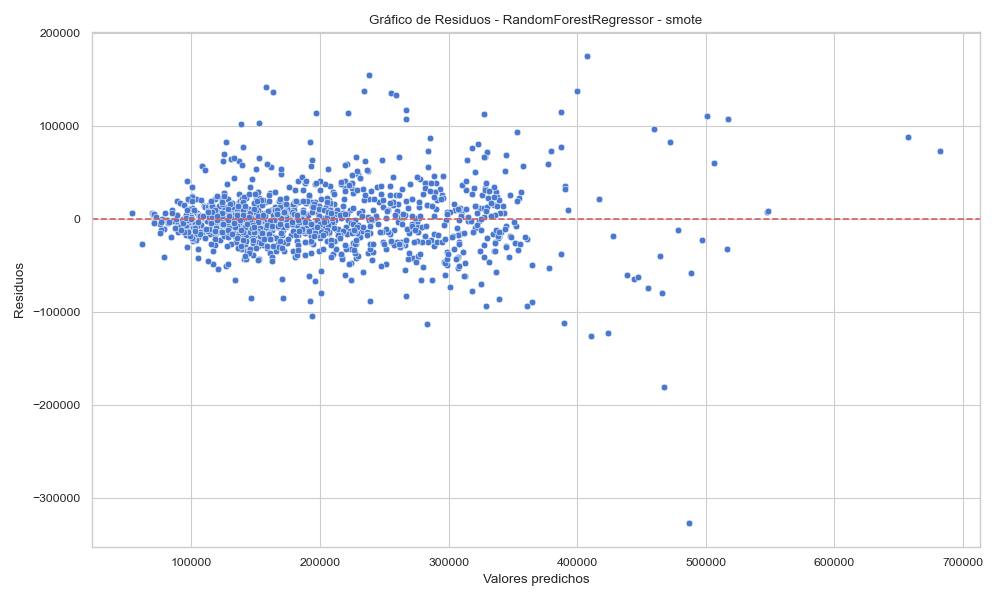 Gráfico de Residuos - RandomForestRegressor - smote
200000
100000
0
−100000
−200000
−300000
Residuos
100000 200000 300000 400000 500000 600000 700000
Valores predichos